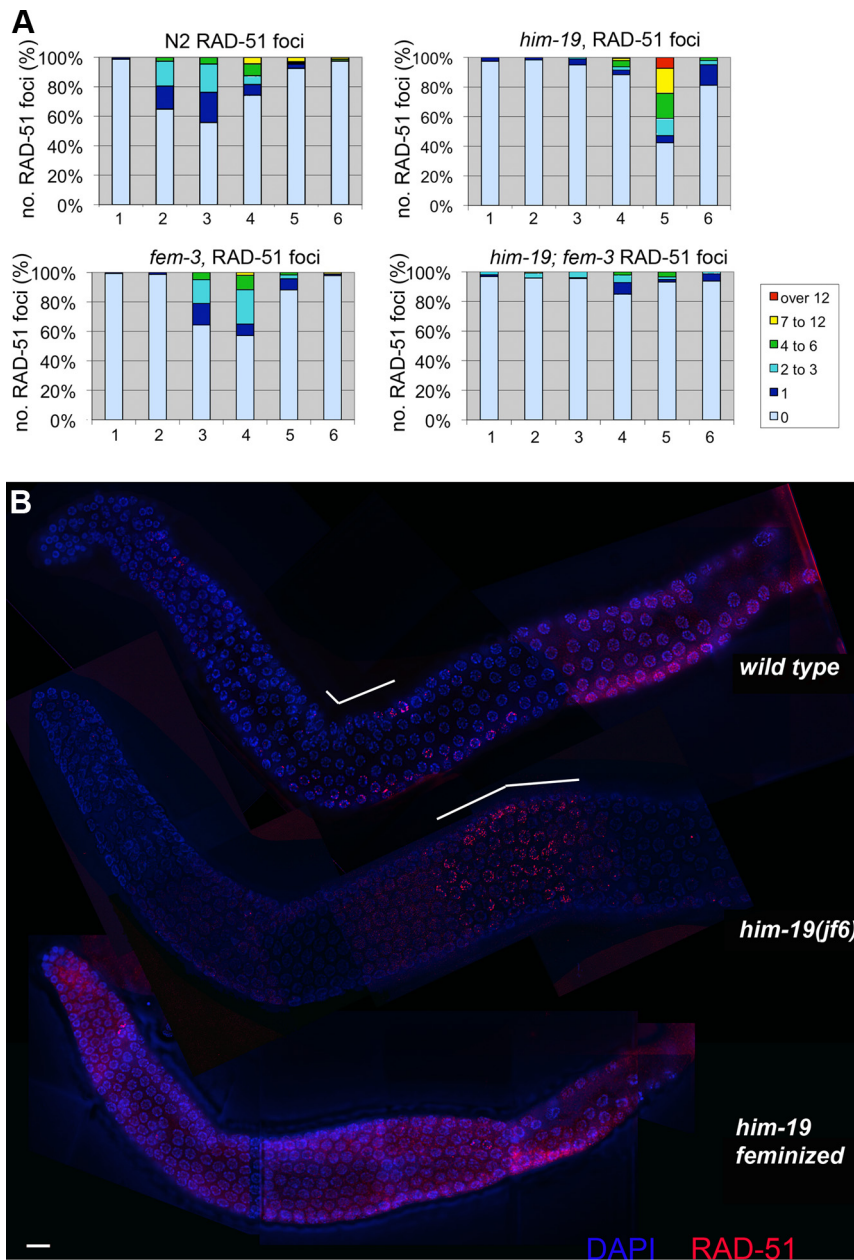 A
N2 RAD-51 foci
no. RAD-51 foci (%)
100%
80%
60%
40%
20%
0%
1 2 3 4 5 6
him-19, RAD-51 foci
no. RAD-51 foci (%)
100%
80%
60%
40%
20%
0%
1 2 3 4 5 6
fem-3, RAD-51 foci
no. RAD-51 foci (%)
100%
80%
60%
40%
20%
0%
1 2 3 4 5 6
him-19; fem-3 RAD-51 foci
no. RAD-51 foci (%)
100%
80%
60%
40%
20%
0%
1 2 3 4 5 6
over 12
7 to 12
4 to 6
2 to 3
1
0
B
wild type
him-19(jf6)
him-19
feminized
DAPI RAD-51